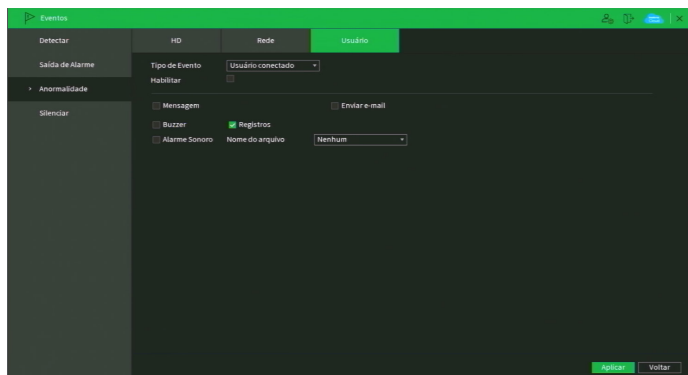 Eventos
Detectar
Saída de Alarme
Anormalidade
Silenciar
HD Rede Usuário
Tipo de Evento Usuário conectado
Habilitar
Mensagem Enviar e-mail
Buzzer Registros
Alarme Sonoro Nome do arquivo Nenhum
Aplicar Voltar